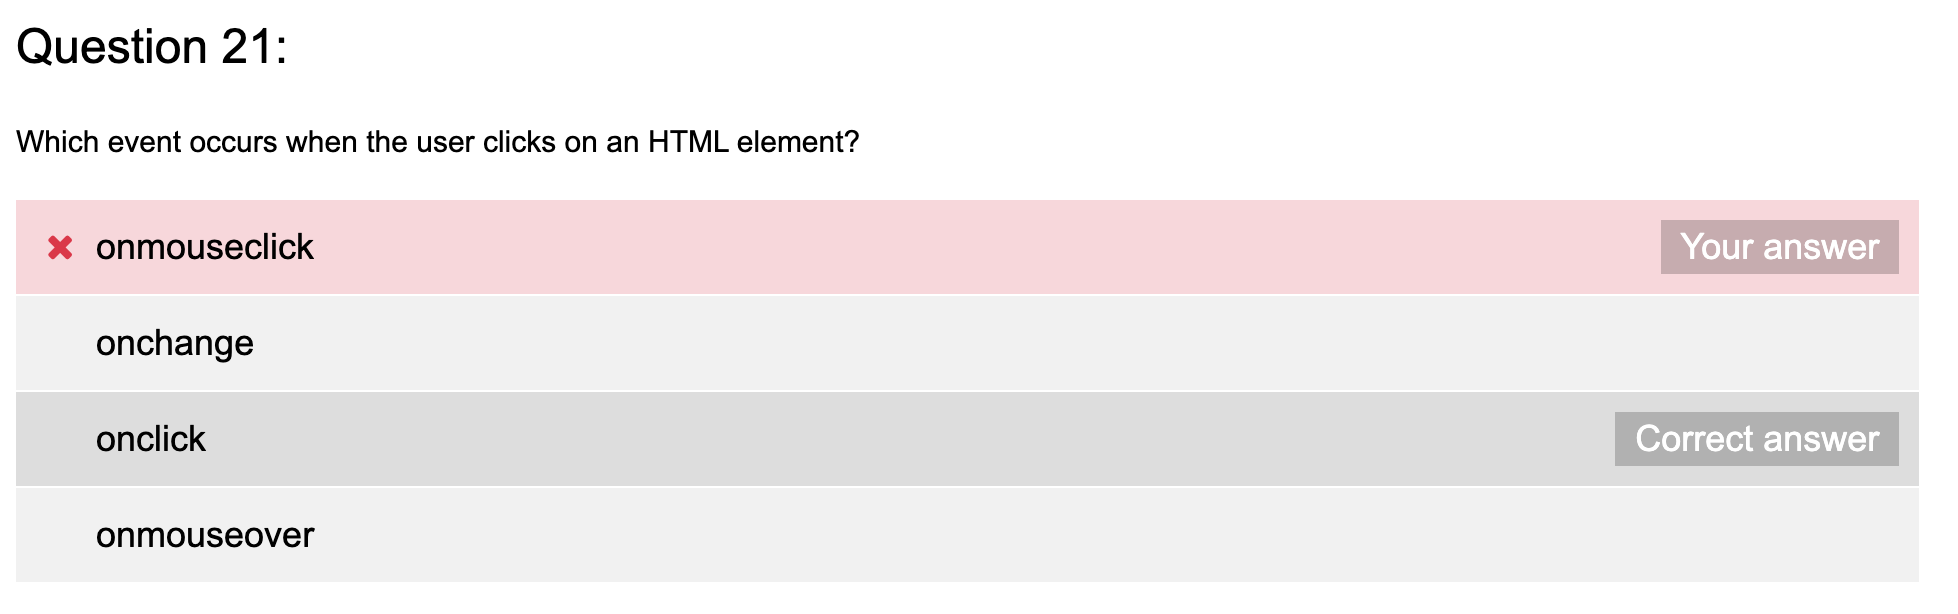 Question 21:
Which event occurs when the user clicks on an HTML element?
onmouseclick Your answer
onchange
onclick Correct answer
onmouseover